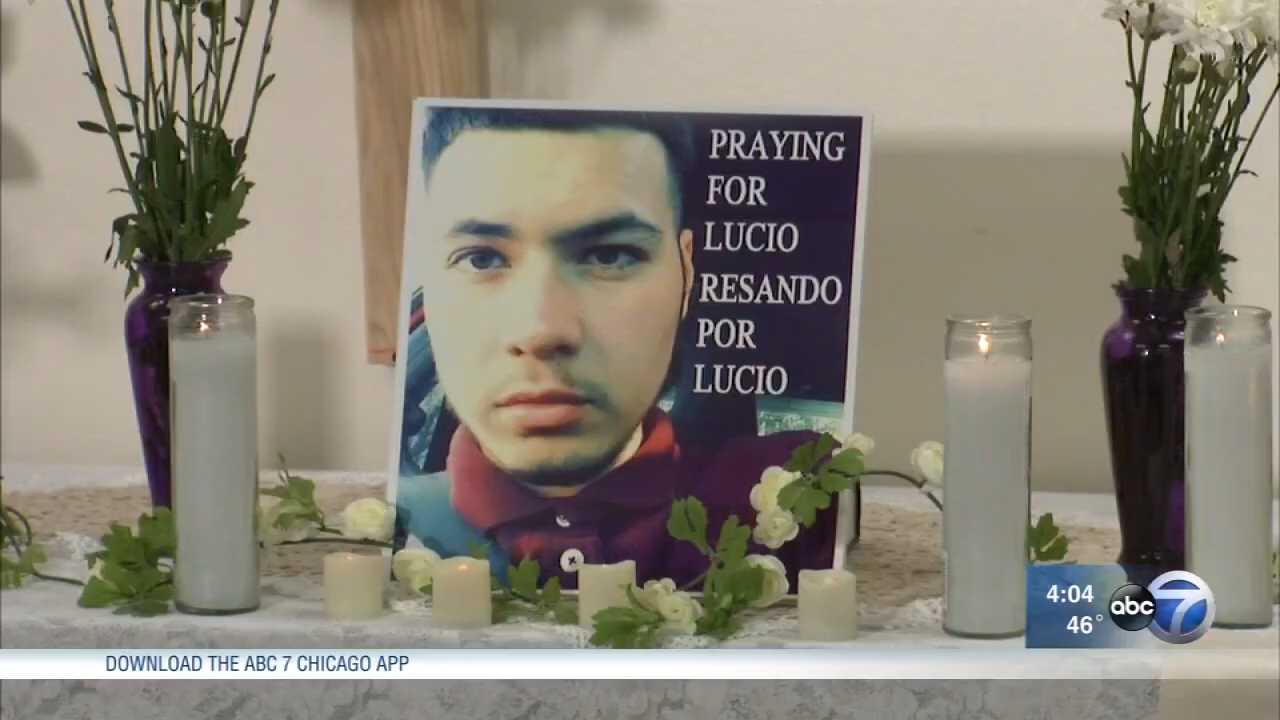 PRAYING
FOR
LUCIO
RESANDO
POR
LUCIO
4:04
46°
abc 7
DOWNLOAD THE ABC 7 CHICAGO APP